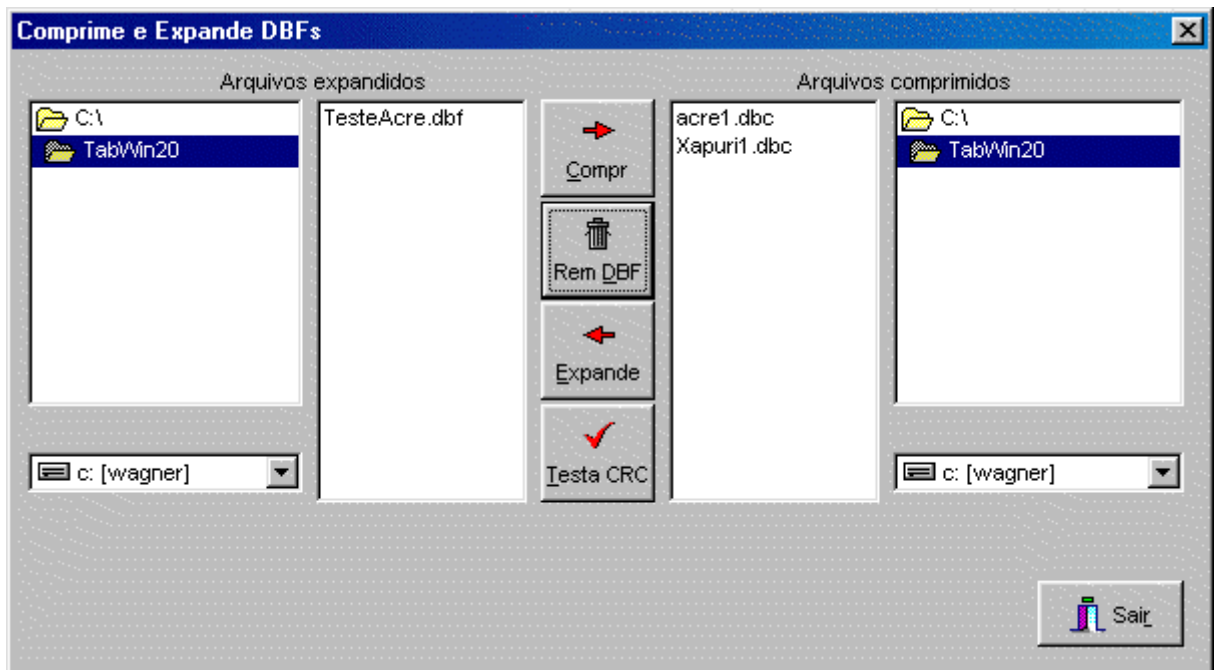 Comprime e Expande DBFs
Arquivos expandidos
Arquivos comprimidos
C:\
TabWin20
TesteAcre.dbf
Compr
Rem DBF
Expande
Testa CRC
acre1.dbc
Xapuri1.dbc
C:\
TabWin20
c: [wagner]
c: [wagner]
Sair